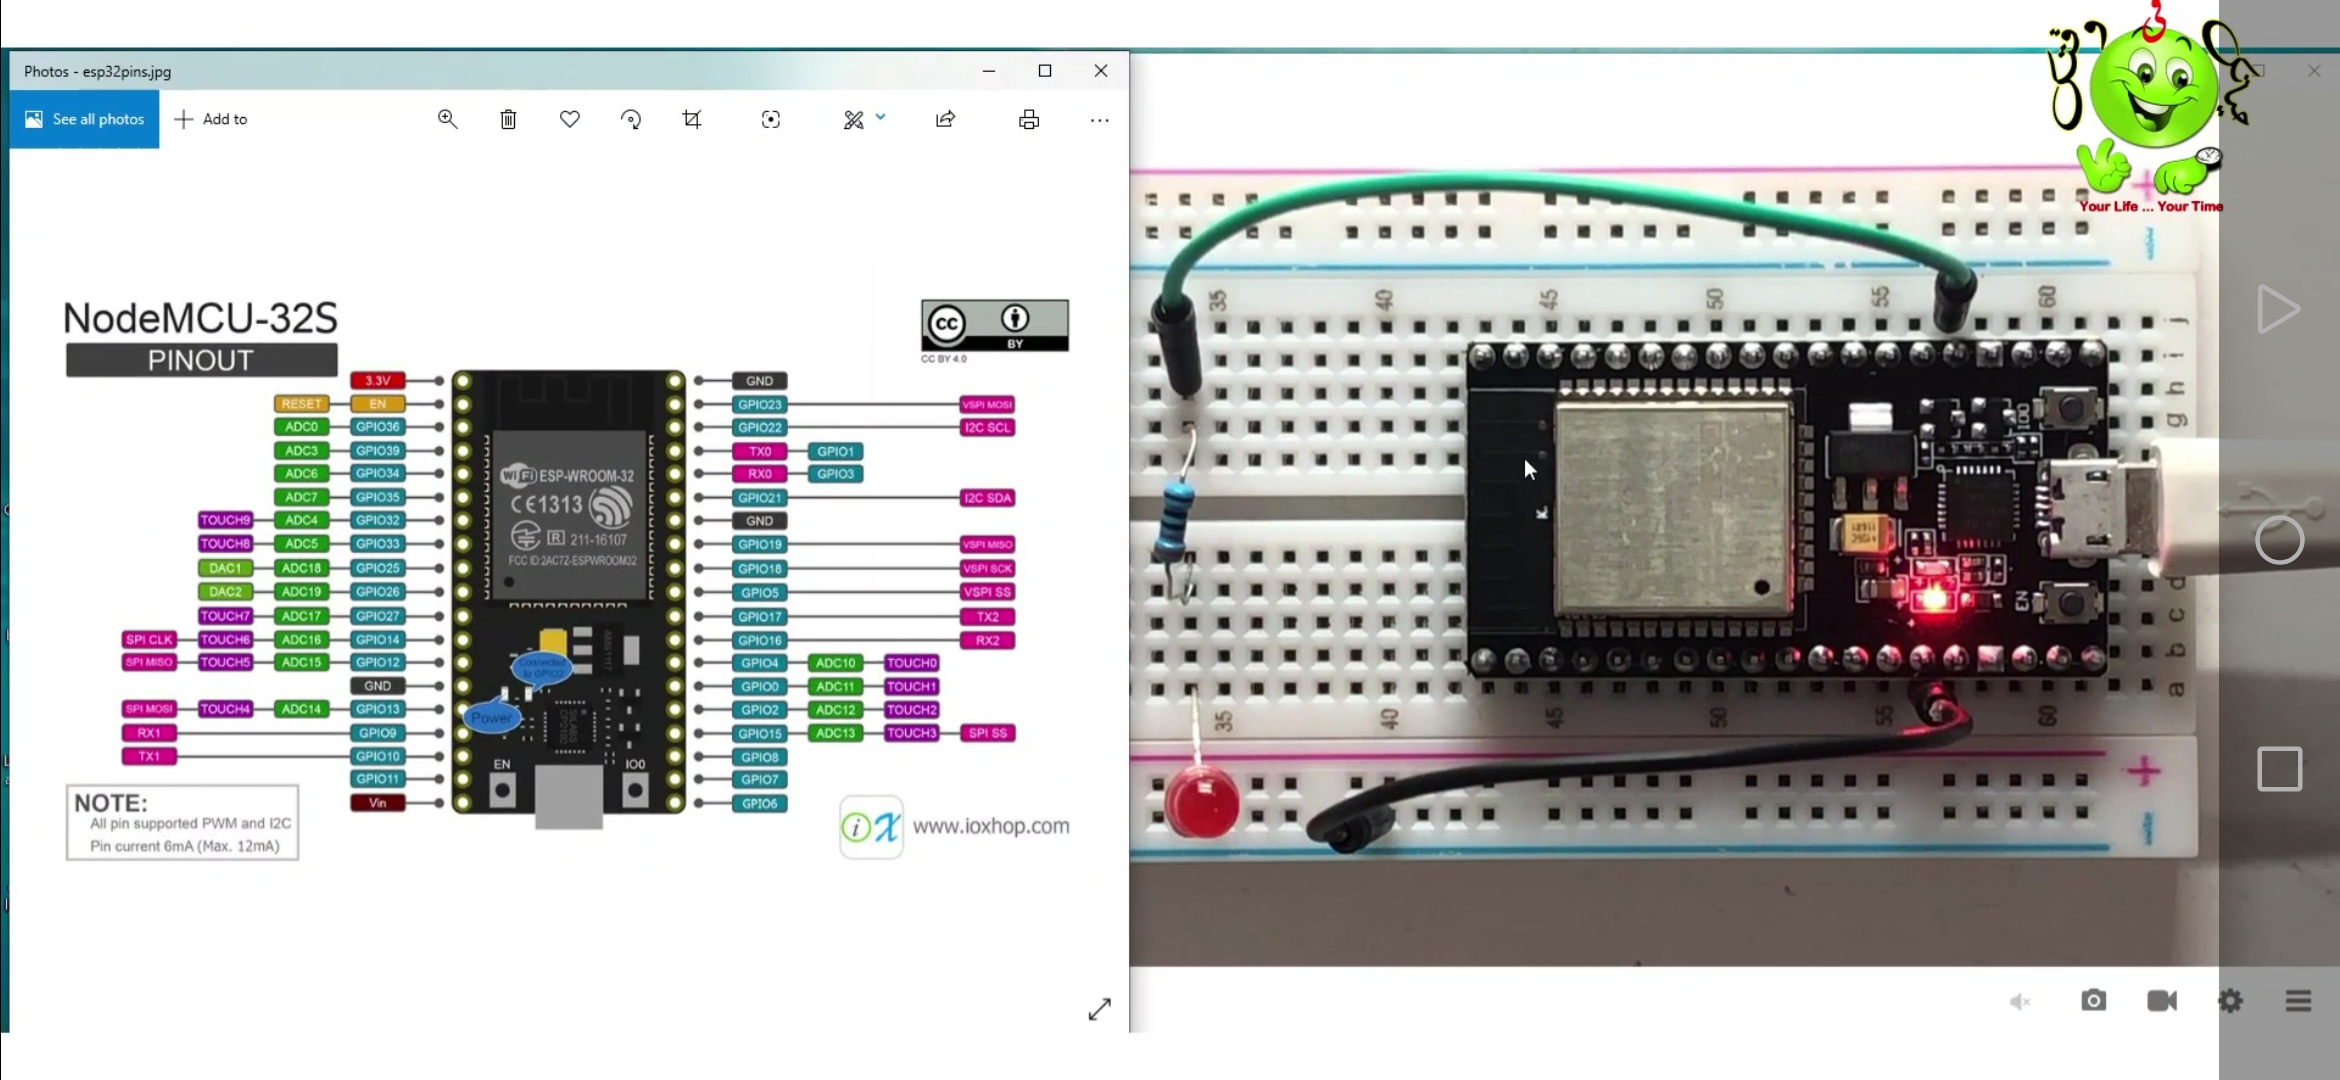 Photos - esp32pins.jpg
See all photos
Add to
NodeMCU-32S
PINOUT
cc
BY
CC BY 4.0
3.3V
GND
RESET EN
GPIO23 VSPI MOSI
ADC0 GPIO36
GPIO22 I2C SCL
ADC3 GPIO39
TX0 GPIO1
ADC6 GPIO34
RX0 GPIO3
ADC7 GPIO35
GPIO21 I2C SDA
TOUCH9 ADC4 GPIO32
GND
TOUCH8 ADC5 GPIO33
GPIO19 VSPI MISO
DAC1 ADC18 GPIO25
GPIO18 VSPI SCK
DAC2 ADC19 GPIO26
GPIO5 VSPI SS
TOUCH7 ADC17 GPIO27
GPIO17 TX2
SPI CLK TOUCH6 ADC16 GPIO14
GPIO16 RX2
SPI MISO TOUCH5 ADC15 GPIO12
GPIO4 ADC10 TOUCH0
GND
GPIO0 ADC11 TOUCH1
SPI MOSI TOUCH4 ADC14 GPIO13
GPIO2 ADC12 TOUCH2
RX1 GPIO9
GPIO15 ADC13 TOUCH3 SPI SS
TX1 GPIO10
GPIO8
GPIO11
GPIO7
Vin
GPIO6
WiFi ESP-WROOM-32
CE1313
R 211-16107
FCC ID:2AC7Z-ESPWROOM32
Connected
to GPIO2
Power
EN
IO0
NOTE:
All pin supported PWM and I2C
Pin current 6mA (Max. 12mA)
iX www.ioxhop.com
Your Life ... Your Time
35 40 45 50 55 60
j
i
h
g
IO0
EN
d
c
b
a
35 40 45 50 55 60